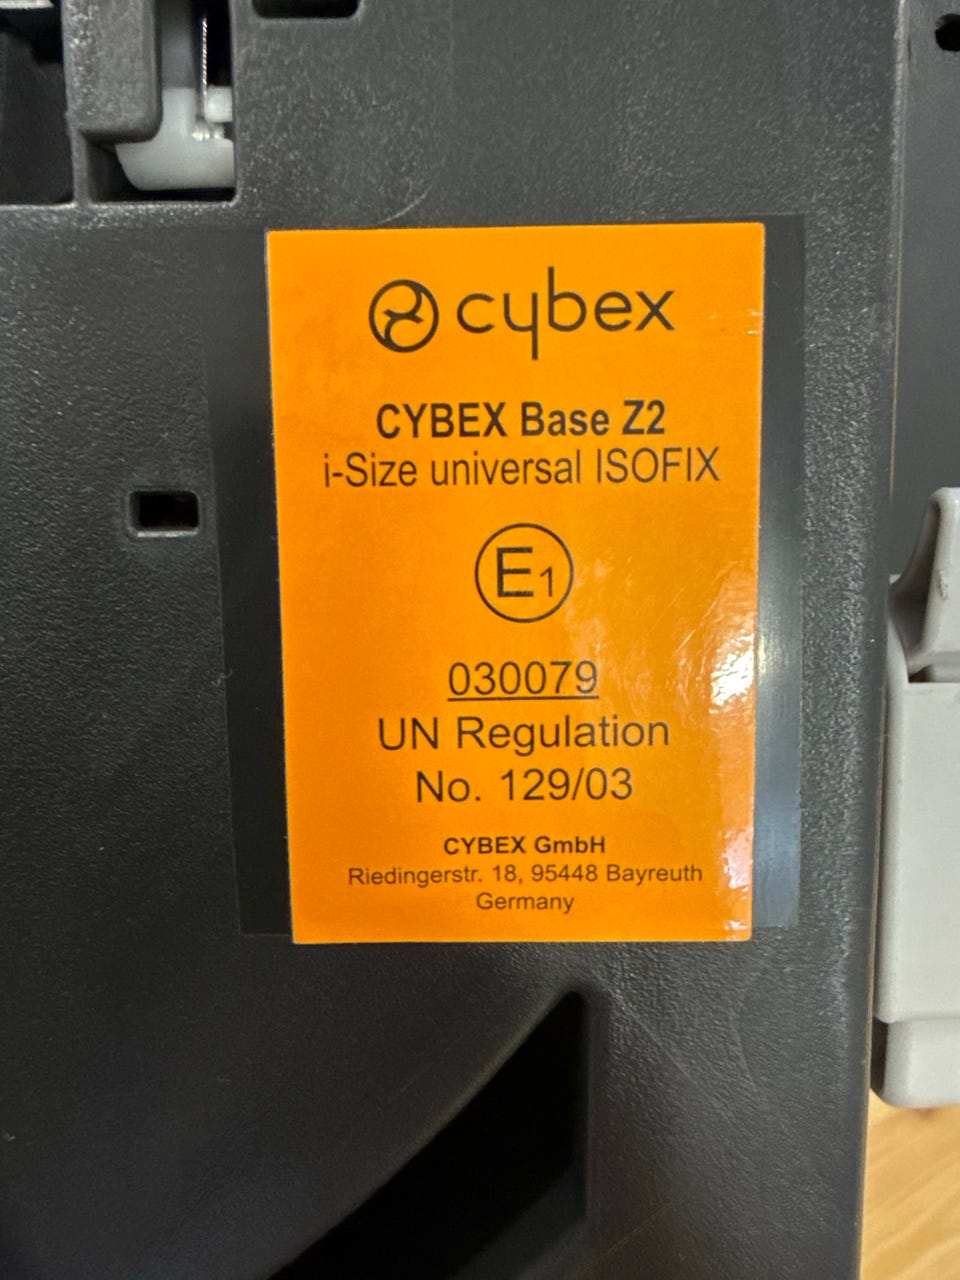 cybex
CYBEX Base Z2
i-Size universal ISOFIX
E1
030079
UN Regulation
No. 129/03
CYBEX GmbH
Riedingerstr. 18, 95448 Bayreuth
Germany